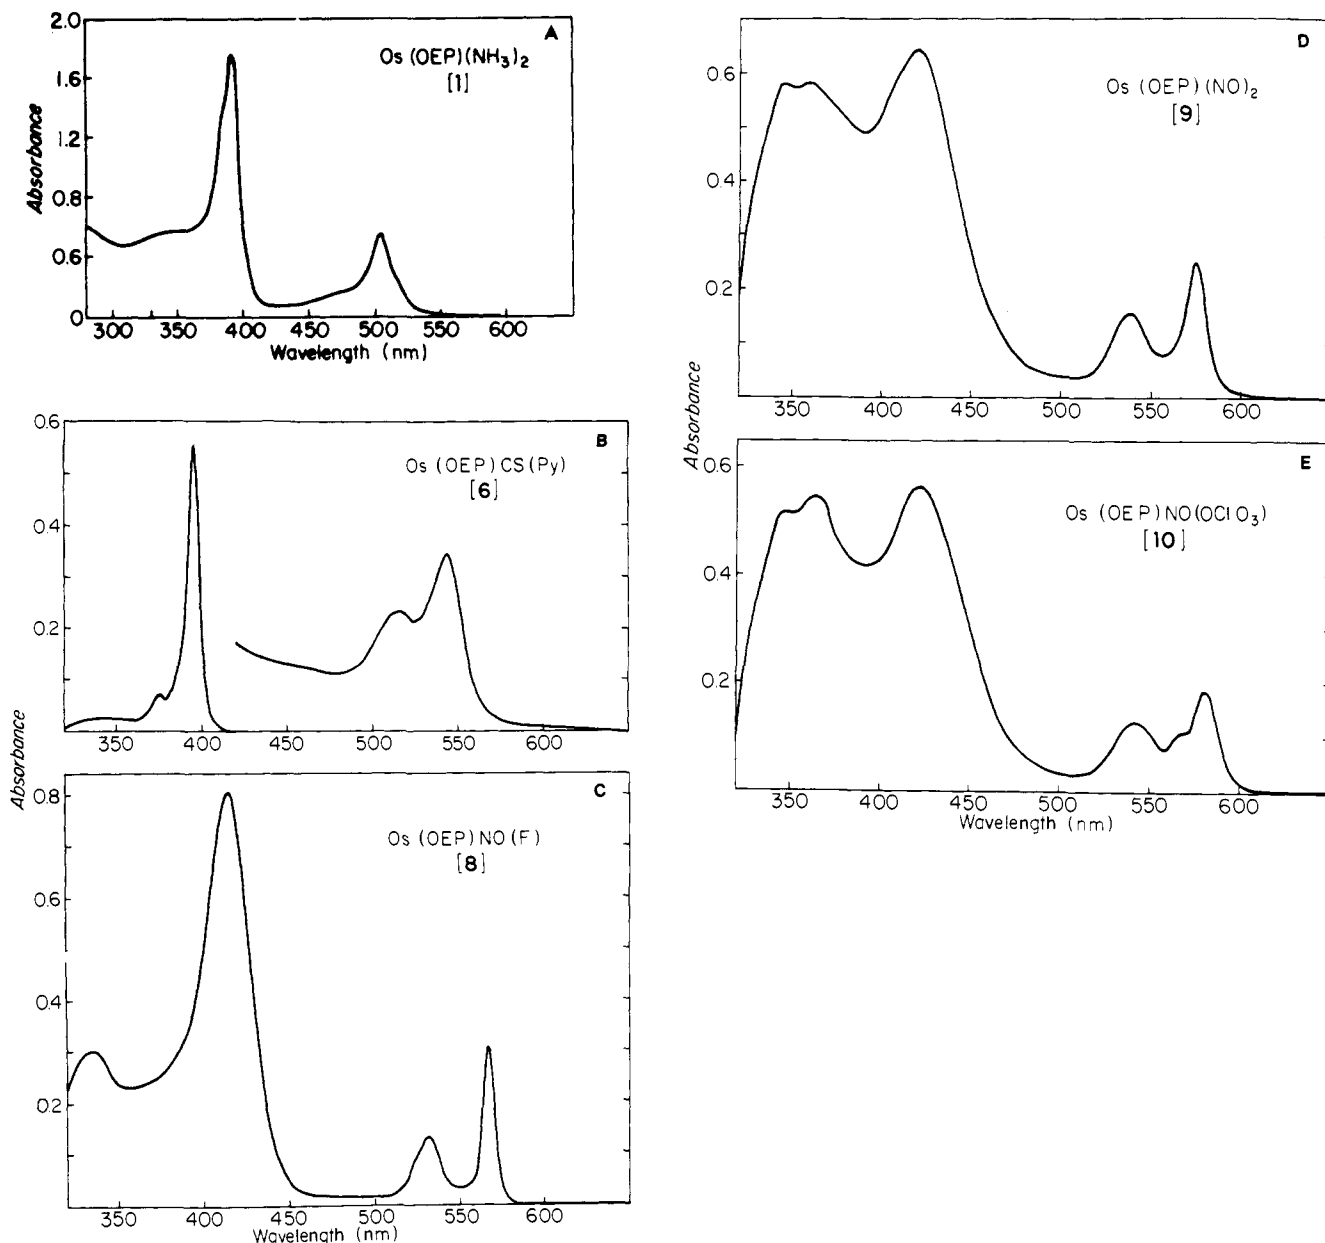 A
Os (OEP)(NH₃)₂
[1]
Absorbance
2.0
1.6
1.2
0.8
0.6
0
300 350 400 450 500 550 600
Wavelength (nm)
B
Os (OEP) CS(Py)
[6]
0.6
0.4
0.2
350 400 500 550 600
Absorbance
C
Os (OEP) NO (F)
[8]
0.8
0.6
0.4
0.2
350 400 450 500 550 600
Wavelength (nm)
D
Os (OEP) (NO)₂
[9]
0.6
0.4
0.2
350 400 450 500 550 600
Absorbance
E
Os (OEP) NO(OClO₃)
[10]
0.6
0.4
0.2
350 400 450 500 550 600
Wavelength (nm)